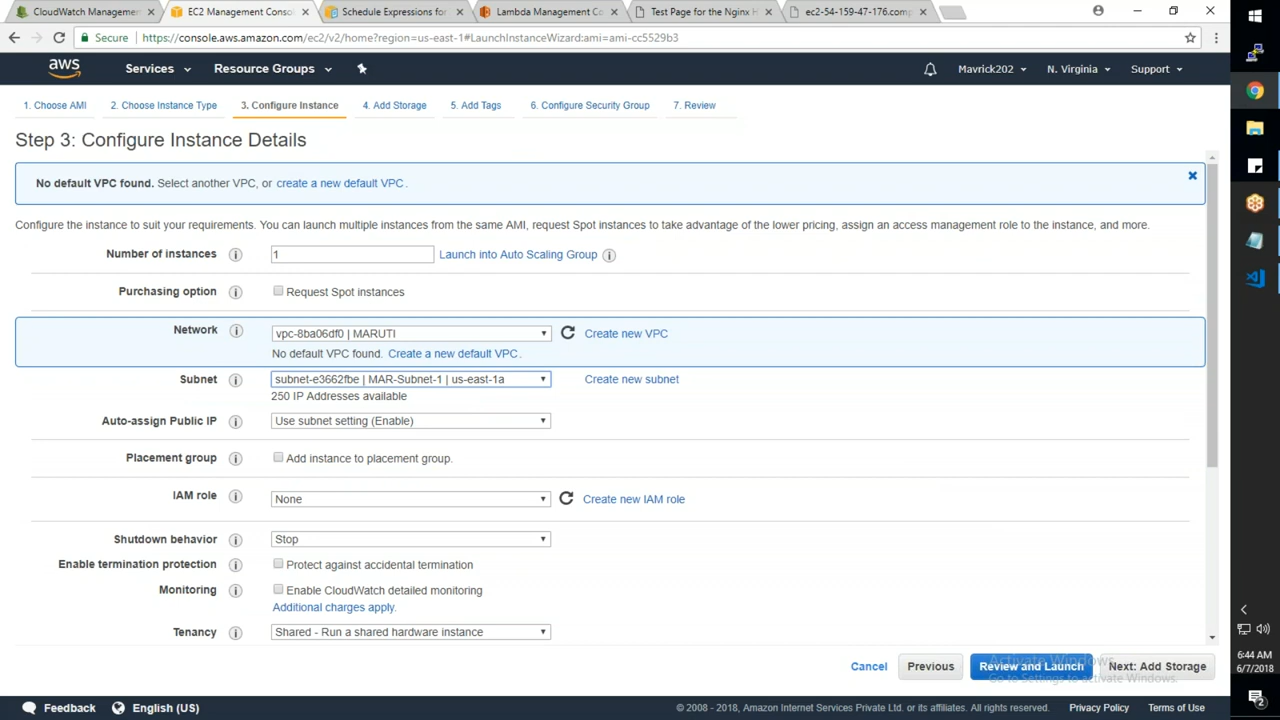 CloudWatch Managemen
EC2 Management Conso
Schedule Expressions for
Lambda Management Co
Test Page for the Nginx H
ec2-54-159-47-176.comp
Secure
https://console.aws.amazon.com/ec2/v2/home?region=us-east-1#LaunchInstanceWizard:ami=ami-cc5529b3
aws
Services
Resource Groups
Mavrick202
N. Virginia
Support
1. Choose AMI
2. Choose Instance Type
3. Configure Instance
4. Add Storage
5. Add Tags
6. Configure Security Group
7. Review
Step 3: Configure Instance Details
No default VPC found. Select another VPC, or create a new default VPC.
Configure the instance to suit your requirements. You can launch multiple instances from the same AMI, request Spot instances to take advantage of the lower pricing, assign an access management role to the instance, and more.
Number of instances
1
Launch into Auto Scaling Group
Purchasing option
Request Spot instances
Network
vpc-8ba06df0 | MARUTI
Create new VPC
No default VPC found. Create a new default VPC.
Subnet
subnet-e3662fbe | MAR-Subnet-1 | us-east-1a
Create new subnet
250 IP Addresses available
Auto-assign Public IP
Use subnet setting (Enable)
Placement group
Add instance to placement group.
IAM role
None
Create new IAM role
Shutdown behavior
Stop
Enable termination protection
Protect against accidental termination
Monitoring
Enable CloudWatch detailed monitoring
Additional charges apply.
Tenancy
Shared - Run a shared hardware instance
Cancel
Previous
Review and Launch
Next: Add Storage
Activate Windows
Go to Settings to activate Windows.
6:44 AM
6/7/2018
2
Feedback
English (US)
© 2008 - 2018, Amazon Internet Services Private Ltd. or its affiliates. All rights reserved.
Privacy Policy
Terms of Use